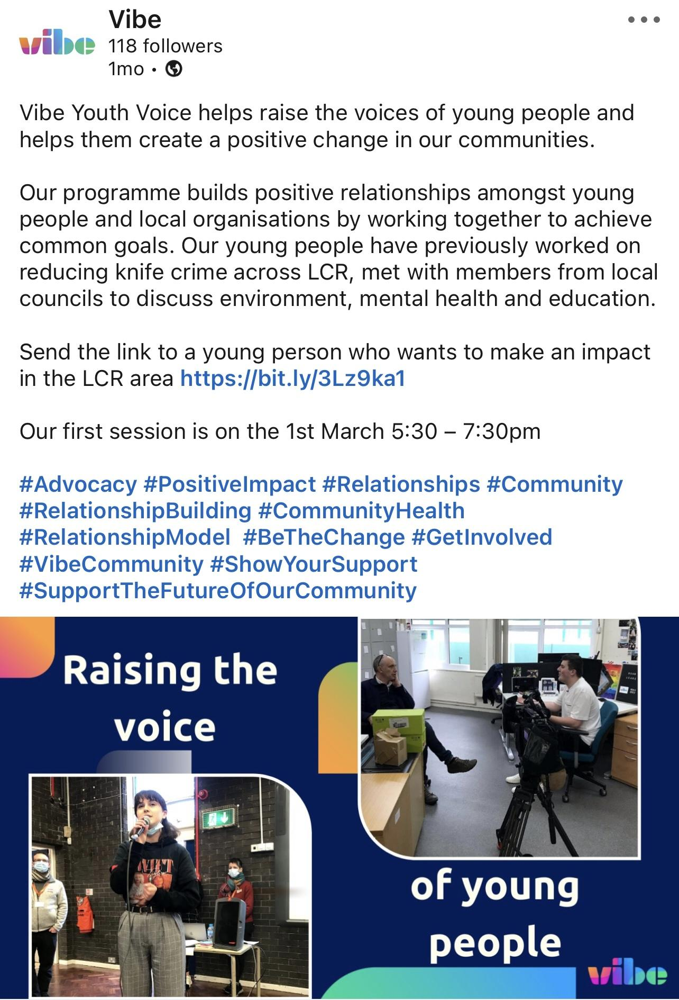 vibe
Vibe
118 followers
1mo •
Vibe Youth Voice helps raise the voices of young people and
helps them create a positive change in our communities.
Our programme builds positive relationships amongst young
people and local organisations by working together to achieve
common goals. Our young people have previously worked on
reducing knife crime across LCR, met with members from local
councils to discuss environment, mental health and education.
Send the link to a young person who wants to make an impact
in the LCR area https://bit.ly/3Lz9ka1
Our first session is on the 1st March 5:30 – 7:30pm
#Advocacy #PositiveImpact #Relationships #Community
#RelationshipBuilding #CommunityHealth
#RelationshipModel #BeTheChange #GetInvolved
#VibeCommunity #ShowYourSupport
#SupportTheFutureOfOurCommunity
Raising the
voice
of young
people
vibe